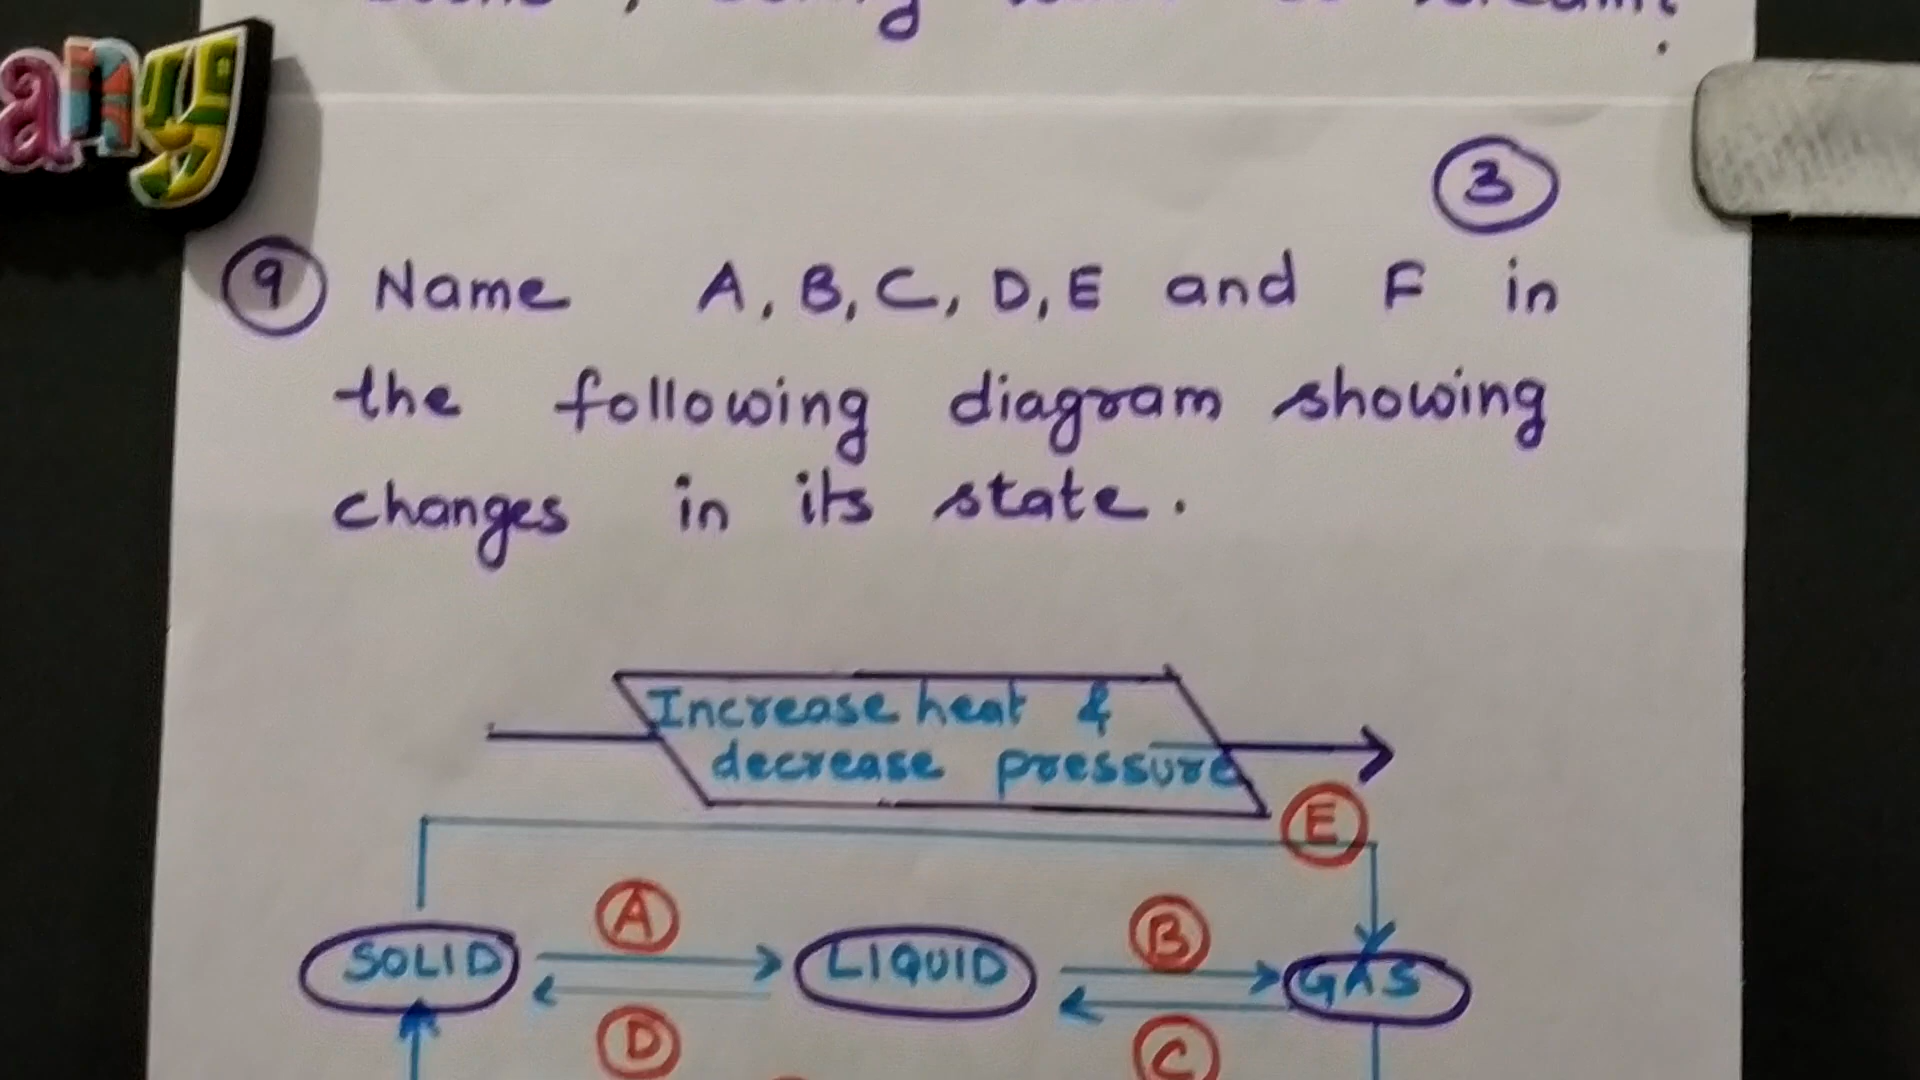 ang
3
9 Name A, B, C, D, E and F in
the following diagram showing
changes in its state.
Increase heat &
decrease pressure
E
A
B
SOLID
LIQUID
GAS
D
C